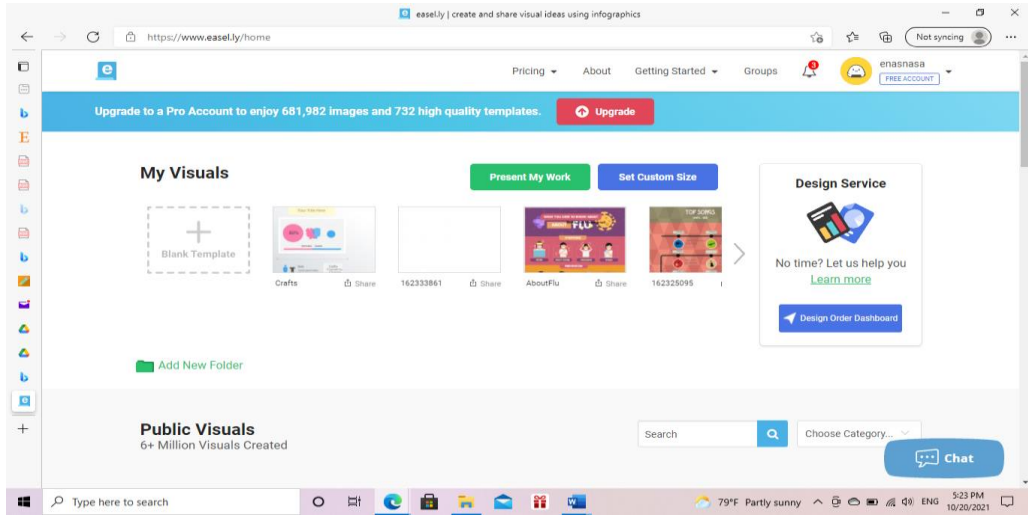 easel.ly | create and share visual ideas using infographics
https://www.easel.ly/home
Not syncing
Pricing About Getting Started Groups 3 enasnasa
FREE ACCOUNT
Upgrade to a Pro Account to enjoy 681,982 images and 732 high quality templates. Upgrade
My Visuals
Present My Work Set Custom Size
Design Service
Blank Template
TOP SONGS
ABOUT FLU
No time? Let us help you
Learn more
Crafts Share 162333861 Share AboutFlu Share 162325095
Design Order Dashboard
Add New Folder
Public Visuals
6+ Million Visuals Created
Search Choose Category...
Chat
Type here to search
79°F Partly sunny ENG 5:23 PM
10/20/2021